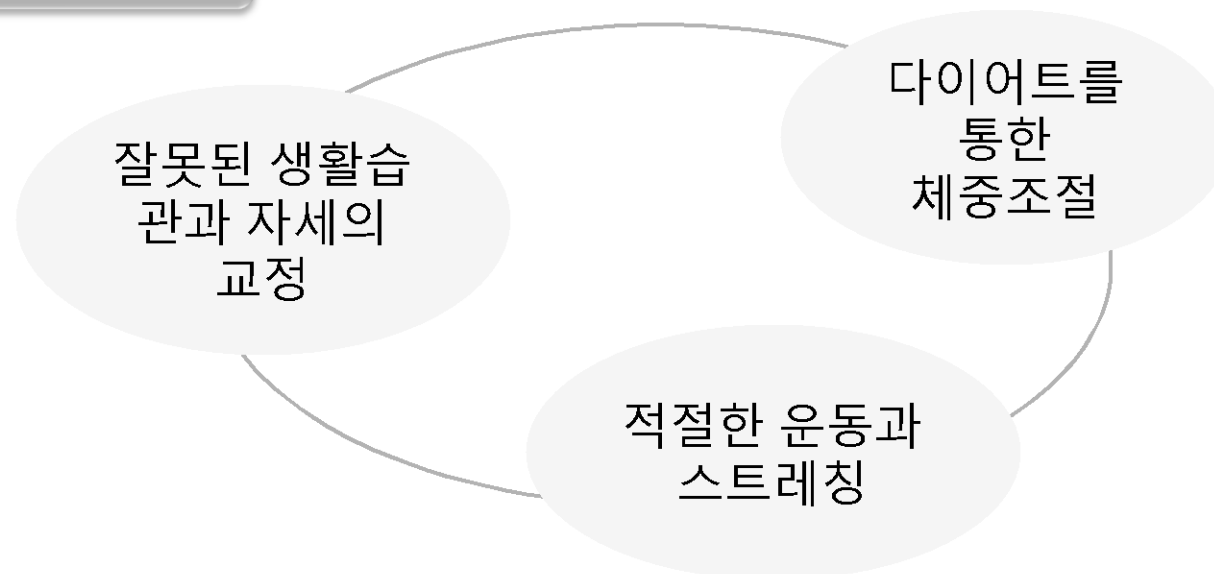 잘못된 생활습
관과 자세의
교정
다이어트를
통한
체중조절
적절한 운동과
스트레칭